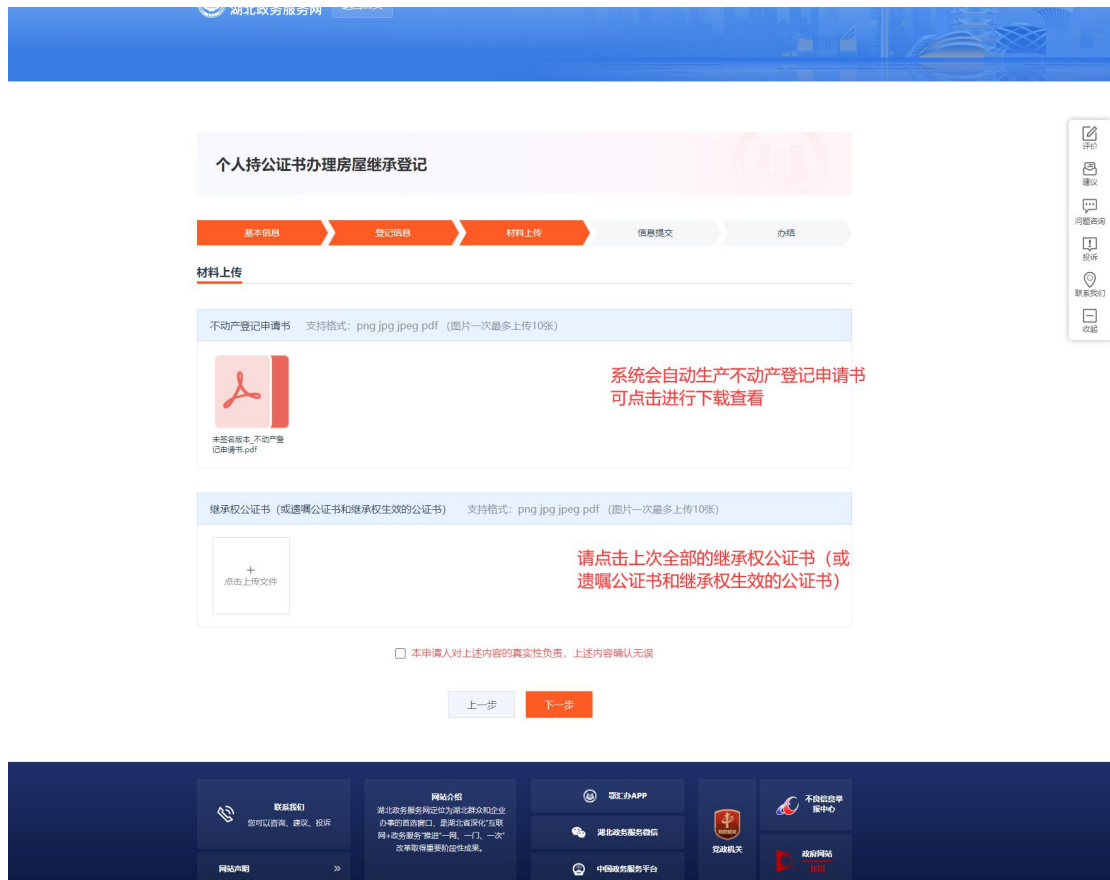 湖北政务服务网
个人持公证书办理房屋继承登记
基本信息
登记信息
材料上传
信息提交
办结
材料上传
不动产登记申请书 支持格式：png jpg jpeg pdf （图片一次最多上传10张）
系统会自动生产不动产登记申请书
可点击进行下载查看
未签名版本_不动产登
记申请书.pdf
继承权公证书（或遗嘱公证书和继承权生效的公证书） 支持格式：png jpg jpeg pdf （图片一次最多上传10张）
请点击上次全部的继承权公证书（或
遗嘱公证书和继承权生效的公证书）
+
点击上传文件
本申请人对上述内容的真实性负责，上述内容确认无误
上一步
下一步
评价
建议
问题咨询
投诉
联系我们
收起
联系我们
您可以咨询、建议、投诉
网站声明 »
网站介绍
湖北政务服务网定位为湖北群众和企业
办事的首选窗口，是湖北省深化“互联
网+政务服务”推进“一网、一门、一次”
改革取得重要阶段性成果。
鄂汇办APP
湖北政务服务微信
中国政务服务平台
党政机关
不良信息举
报中心
政府网站
找错